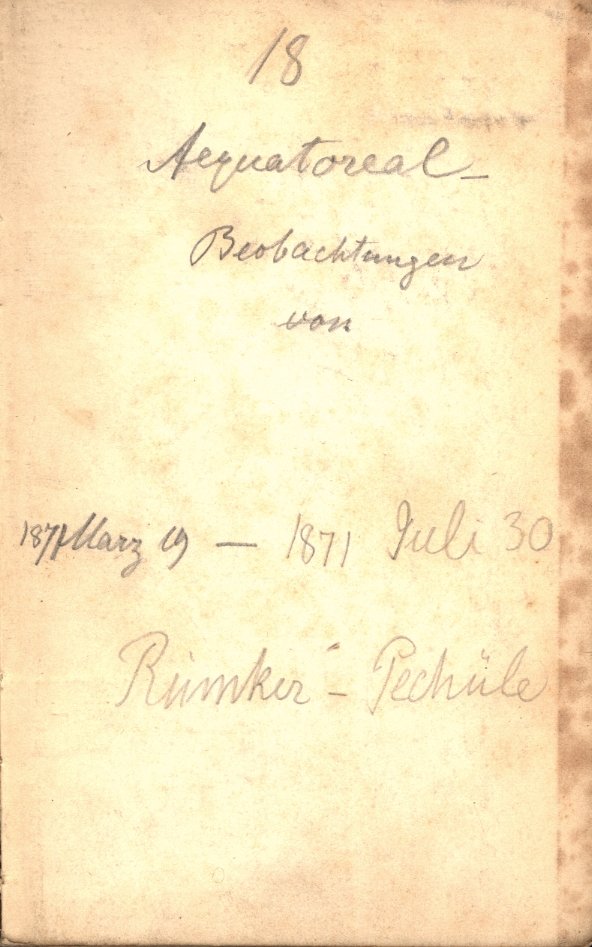 18
Aequatoreal-
Beobachtungen
von
1871 März 19 — 1871 Juli 30
Rümker - Pechüle